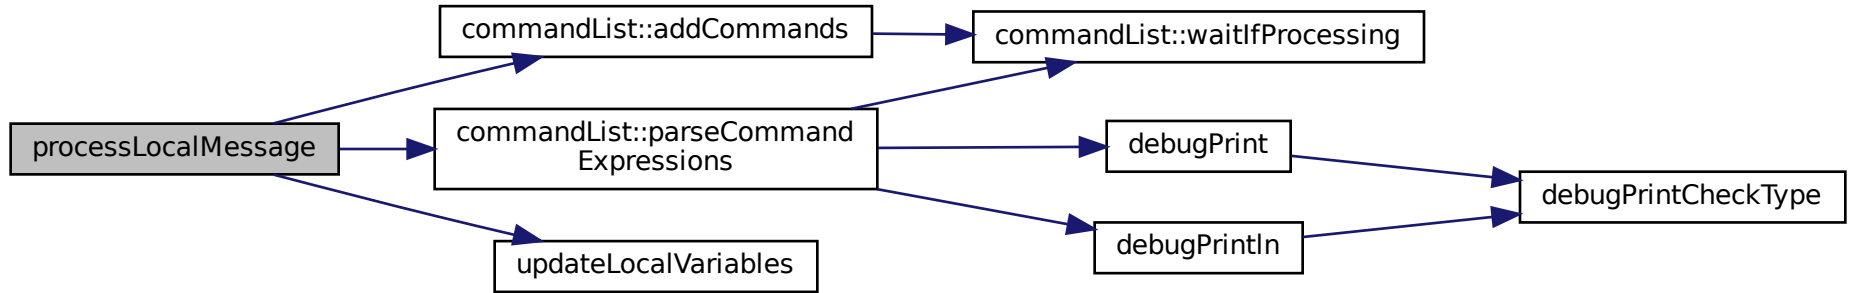 processLocalMessage
commandList::addCommands
commandList::waitIfProcessing
commandList::parseCommand
Expressions
debugPrint
debugPrintln
debugPrintCheckType
updateLocalVariables